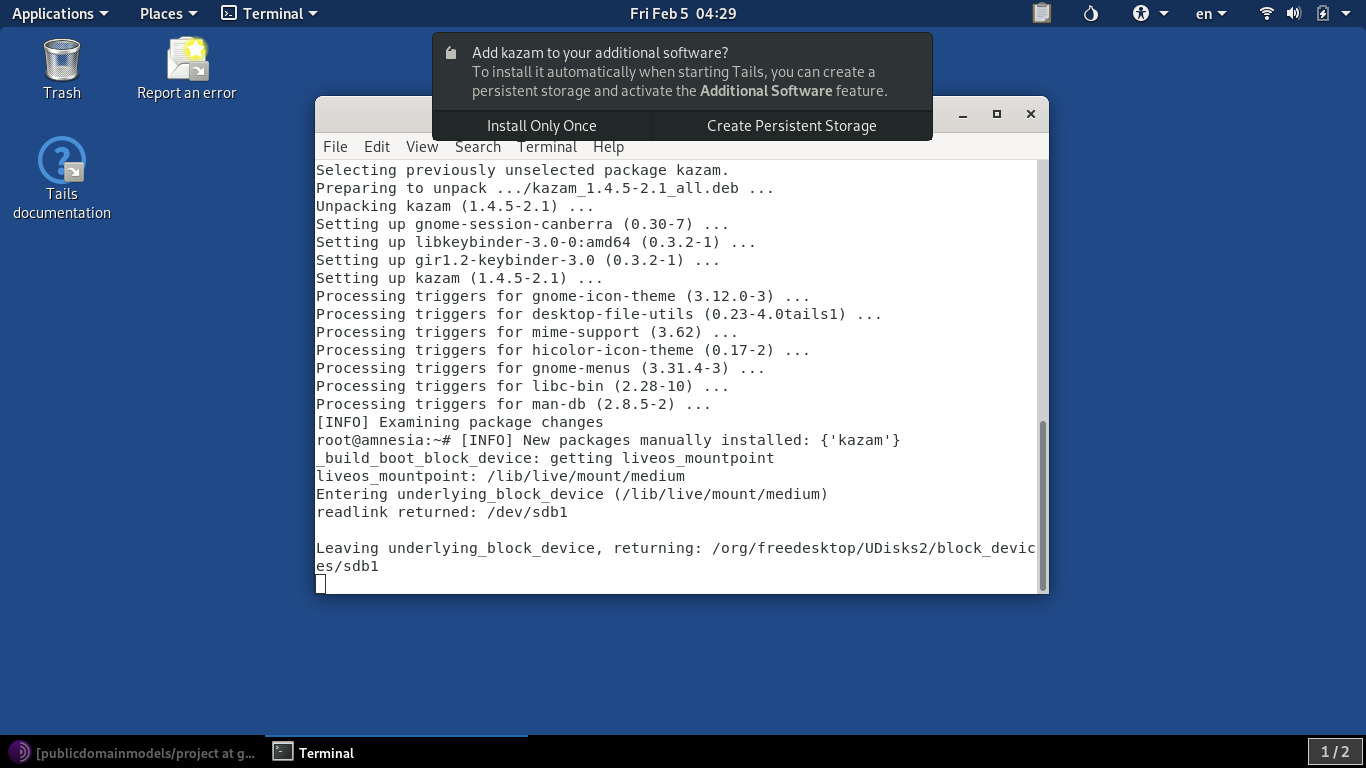 Applications Places Terminal Fri Feb 5 04:29 en
Trash
Report an error
Tails
documentation
Add kazam to your additional software?
To install it automatically when starting Tails, you can create a
persistent storage and activate the Additional Software feature.
Install Only Once Create Persistent Storage
File Edit View Search Terminal Help
Selecting previously unselected package kazam.
Preparing to unpack .../kazam_1.4.5-2.1_all.deb ...
Unpacking kazam (1.4.5-2.1) ...
Setting up gnome-session-canberra (0.30-7) ...
Setting up libkeybinder-3.0-0:amd64 (0.3.2-1) ...
Setting up gir1.2-keybinder-3.0 (0.3.2-1) ...
Setting up kazam (1.4.5-2.1) ...
Processing triggers for gnome-icon-theme (3.12.0-3) ...
Processing triggers for desktop-file-utils (0.23-4.0tails1) ...
Processing triggers for mime-support (3.62) ...
Processing triggers for hicolor-icon-theme (0.17-2) ...
Processing triggers for gnome-menus (3.31.4-3) ...
Processing triggers for libc-bin (2.28-10) ...
Processing triggers for man-db (2.8.5-2) ...
[INFO] Examining package changes
root@amnesia:~# [INFO] New packages manually installed: {'kazam'}
_build_boot_block_device: getting liveos_mountpoint
liveos_mountpoint: /lib/live/mount/medium
Entering underlying_block_device (/lib/live/mount/medium)
readlink returned: /dev/sdb1
Leaving underlying_block_device, returning: /org/freedesktop/UDisks2/block_devic
es/sdb1
[publicdomainmodels/project at g... Terminal 1 / 2